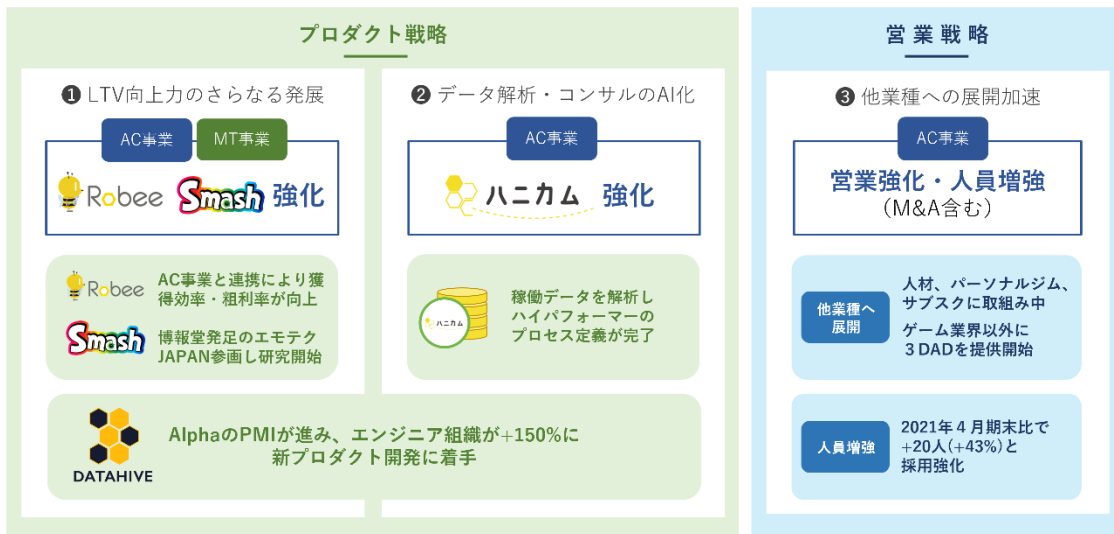 プロダクト戦略
❶ LTV向上力のさらなる発展
AC事業
MT事業
Robee
Smash
強化
Robee
AC事業と連携により獲
得効率・粗利率が向上
Smash
博報堂発足のエモテク
JAPAN参画し研究開始
❷ データ解析・コンサルのAI化
AC事業
ハニカム
強化
ハニカム
稼働データを解析し
ハイパフォーマーの
プロセス定義が完了
DATAHIVE
AlphaのPMIが進み、エンジニア組織が+150%に
新プロダクト開発に着手
営業戦略
❸ 他業種への展開加速
AC事業
営業強化・人員増強
（M&A含む）
他業種へ
展開
人材、パーソナルジム、
サブスクに取組み中
ゲーム業界以外に
３DADを提供開始
人員増強
2021年４月期末比で
+20人(+43%)と
採用強化